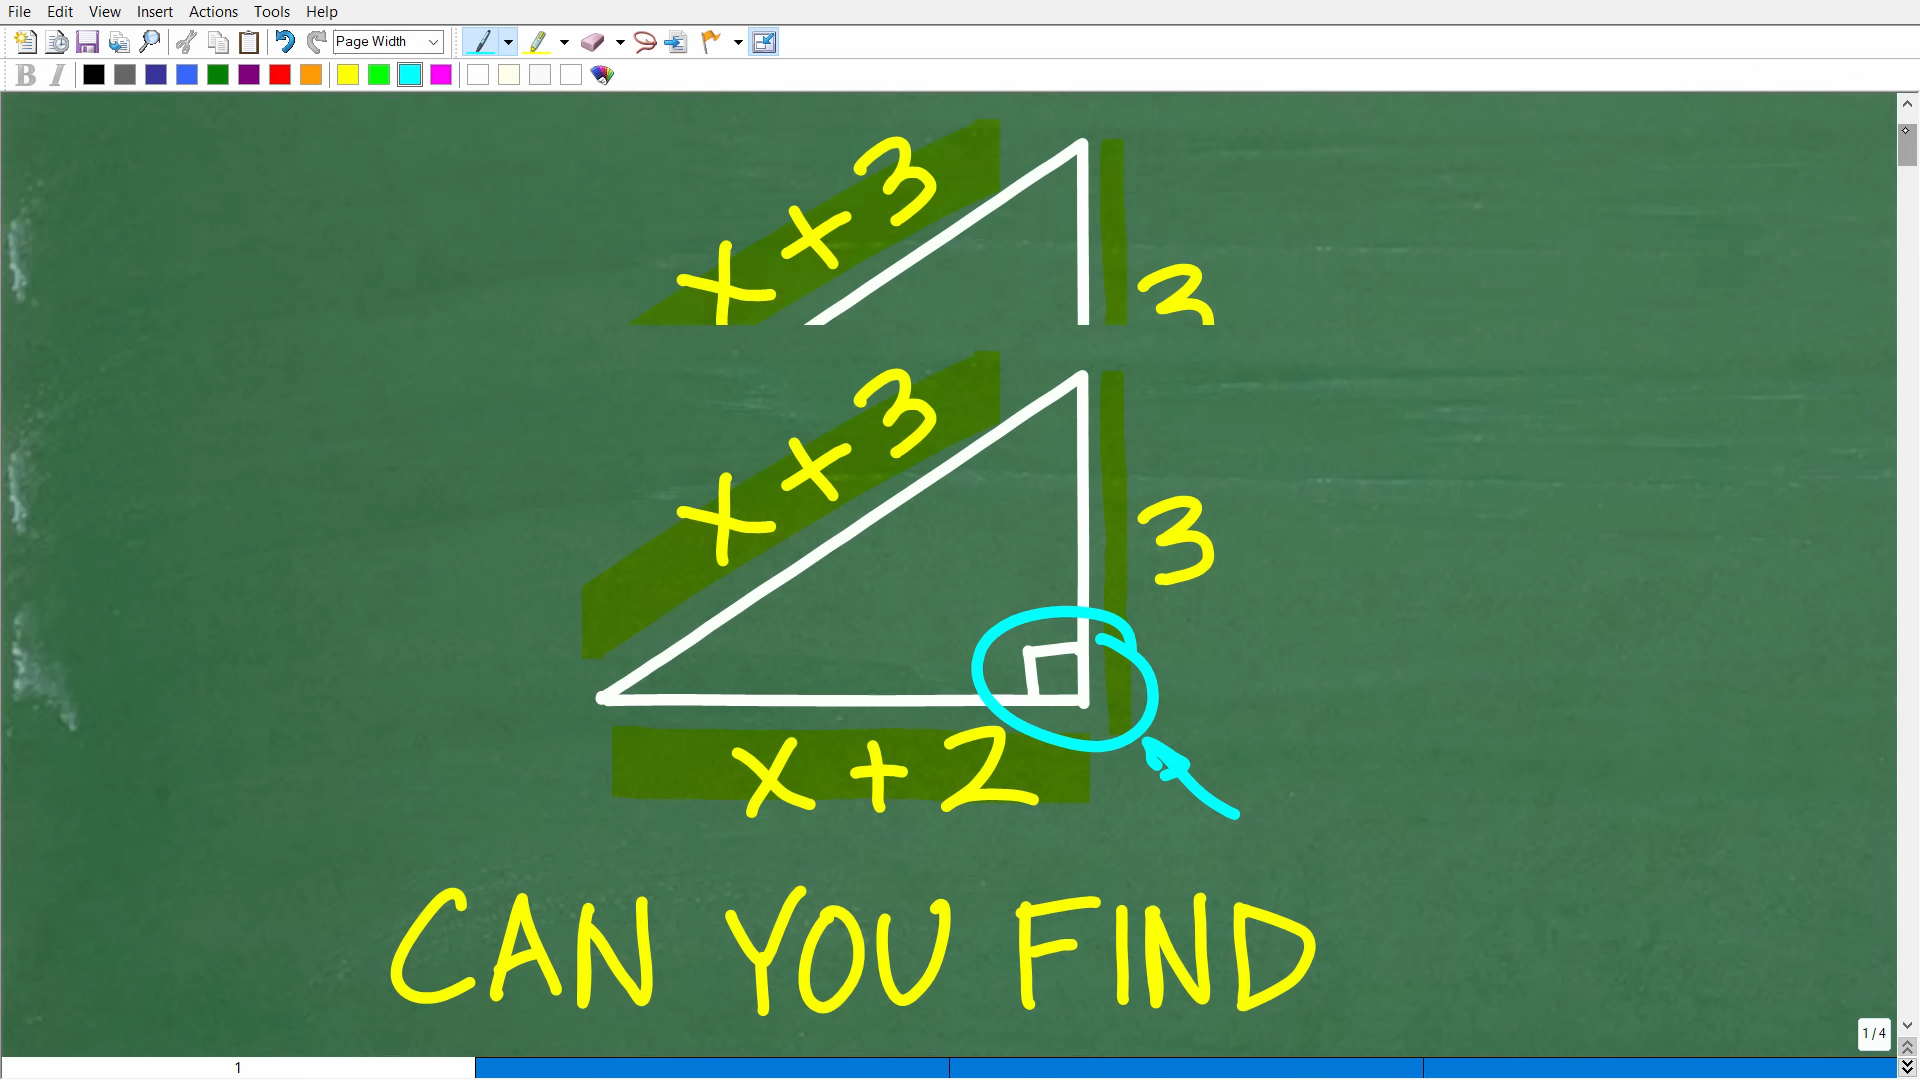 File Edit View Insert Actions Tools Help
Page Width
B I
x + 3
3
x + 3
3
x + 2
CAN YOU FIND
1 / 4
1